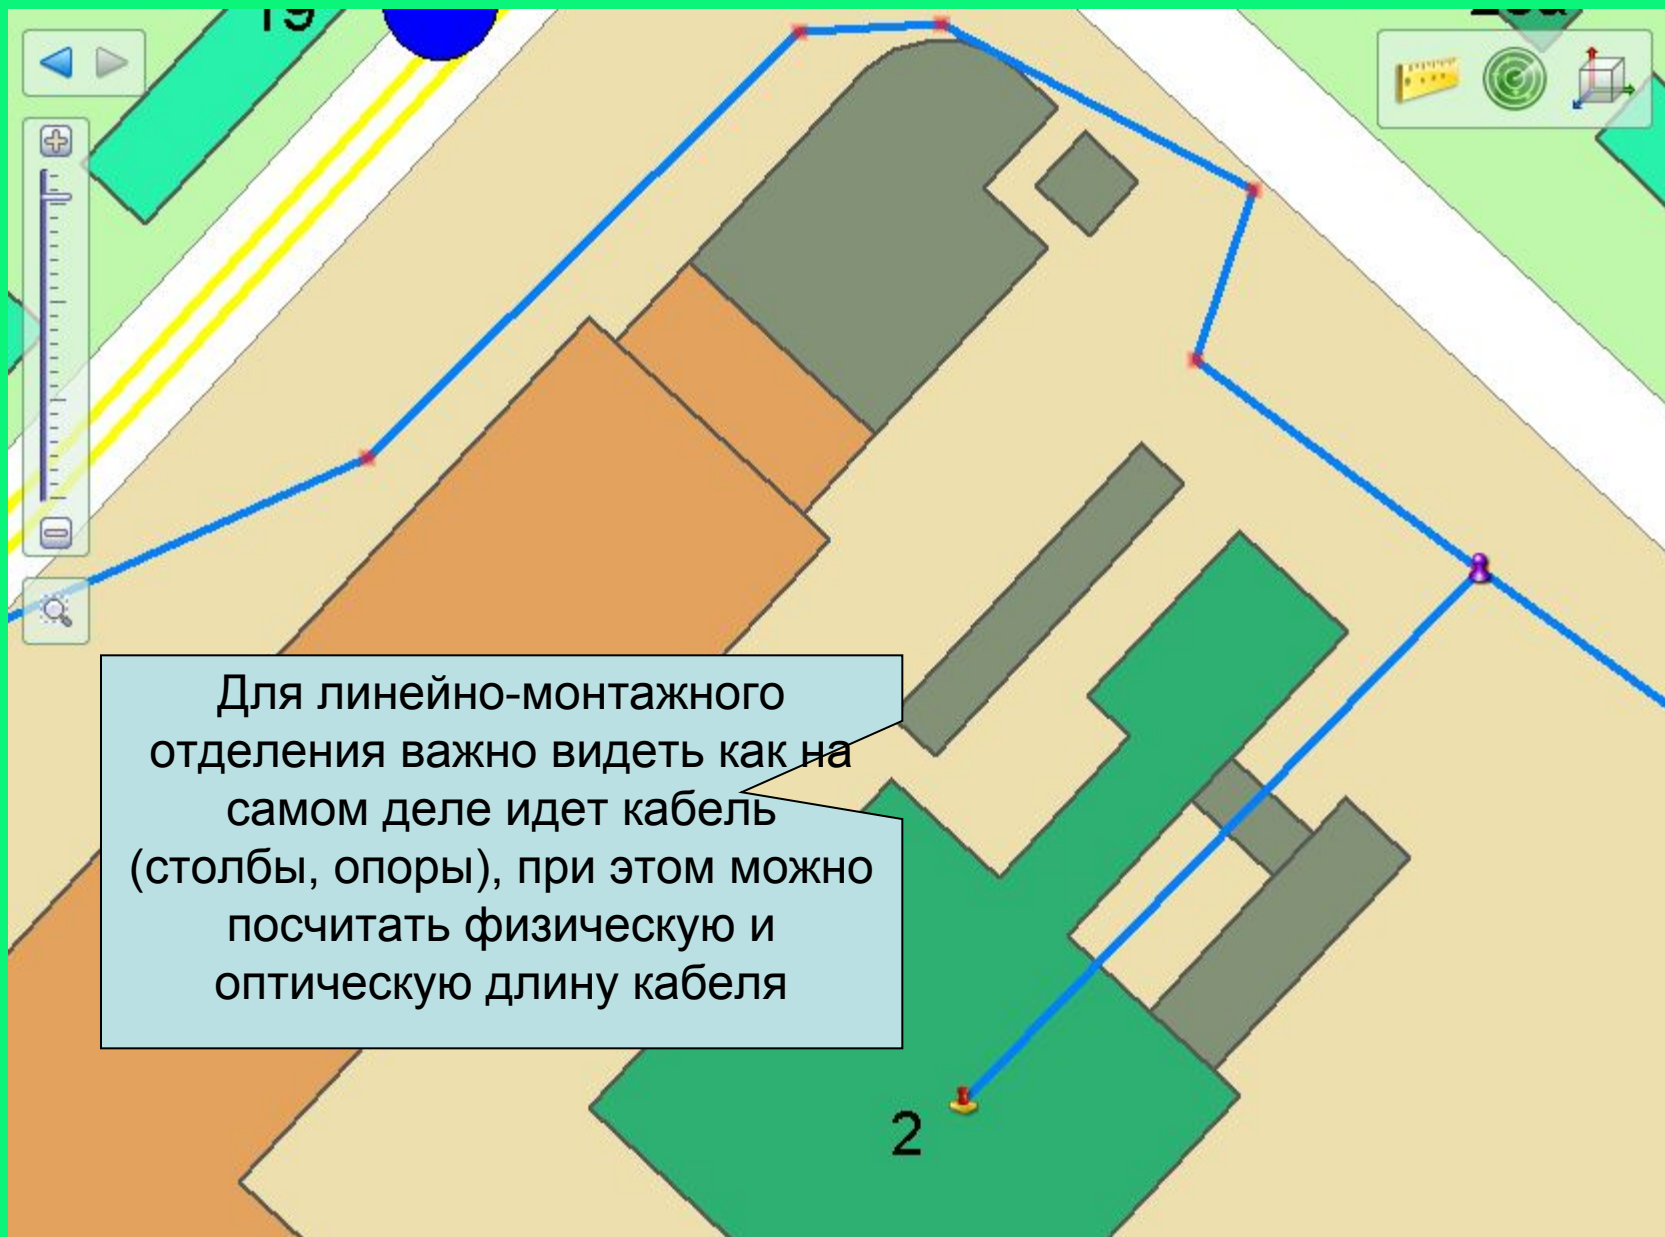 19
Для линейно-монтажного
отделения важно видеть как на
самом деле идет кабель
(столбы, опоры), при этом можно
посчитать физическую и
оптическую длину кабеля
2